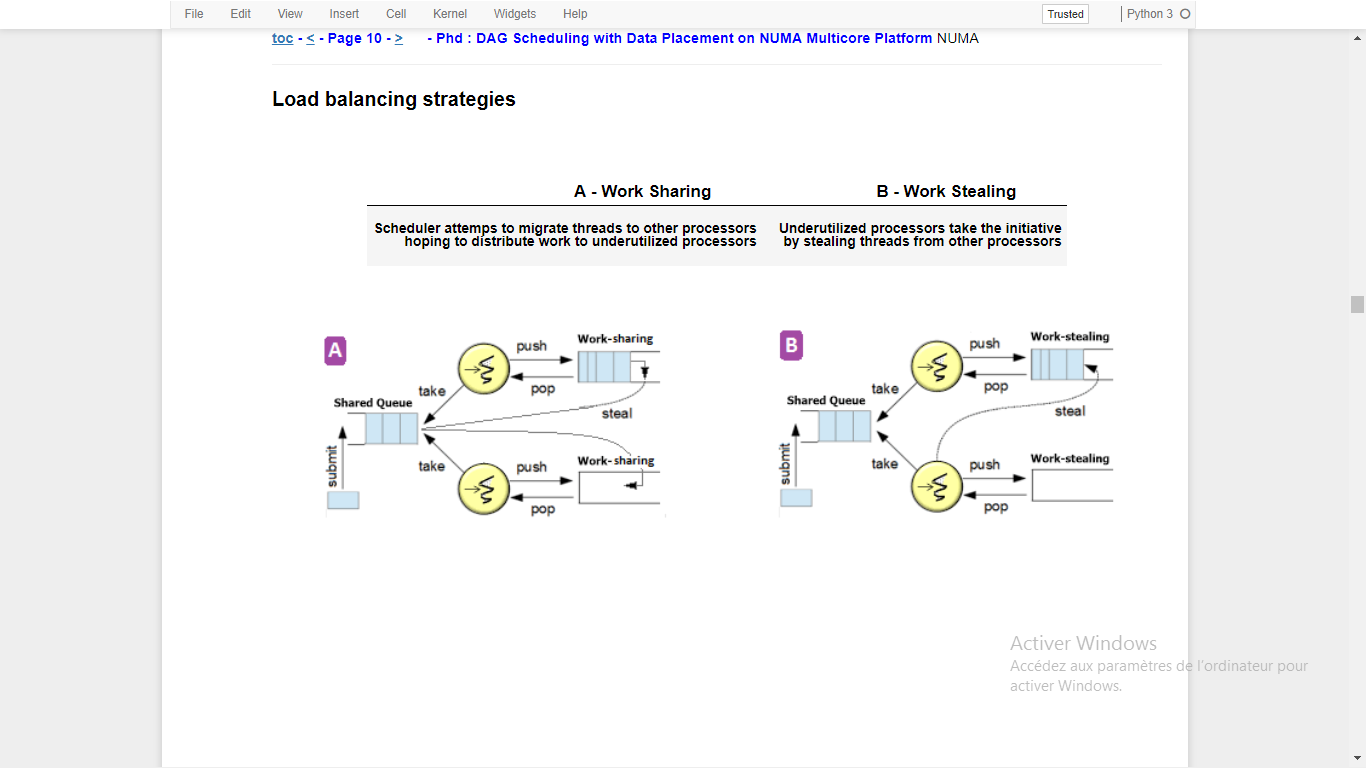 File Edit View Insert Cell Kernel Widgets Help Trusted Python 3
toc - < - Page 10 - > - Phd : DAG Scheduling with Data Placement on NUMA Multicore Platform NUMA
Load balancing strategies
A - Work Sharing B - Work Stealing
Scheduler attemps to migrate threads to other processors
hoping to distribute work to underutilized processors
Underutilized processors take the initiative
by stealing threads from other processors
A
Work-sharing
push
pop
take
Shared Queue
steal
submit
take
Work-sharing
push
pop
B
Work-stealing
push
pop
take
Shared Queue
steal
submit
take
Work-stealing
push
pop
Activer Windows
Accédez aux paramètres de l'ordinateur pour
activer Windows.